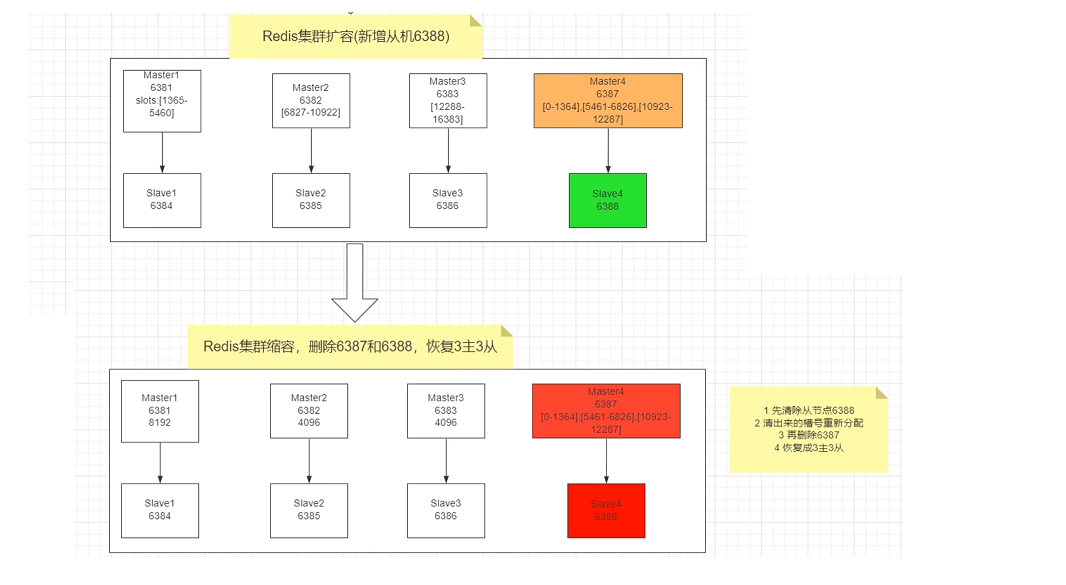 Redis集群扩容(新增从机6388)
Master1
6381
slots:[1365-
5460]
Master2
6382
[6827-10922]
Master3
6383
[12288-
16383]
Master4
6387
[0-1364],[5461-6826],[10923-
12287]
Slave1
6384
Slave2
6385
Slave3
6386
Slave4
6388
Redis集群缩容，删除6387和6388，恢复3主3从
Master1
6381
8192
Master2
6382
4096
Master3
6383
4096
Master4
6387
[0-1364],[5461-6826],[10923-
12287]
Slave1
6384
Slave2
6385
Slave3
6386
Slave4
6388
1 先清除从节点6388
2 清出来的槽号重新分配
3 再删除6387
4 恢复成3主3从